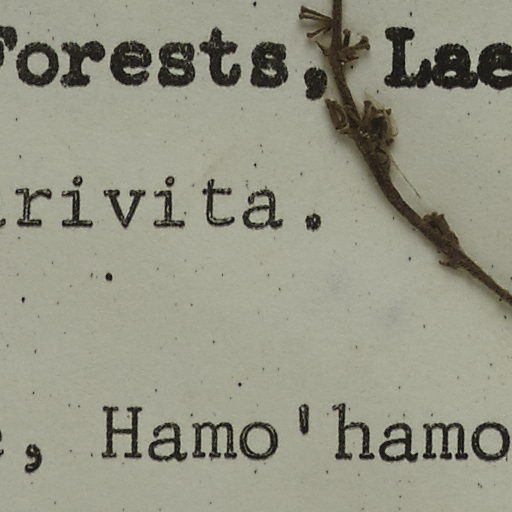 Forests, Lae
rivita.
, Hamo'hamo